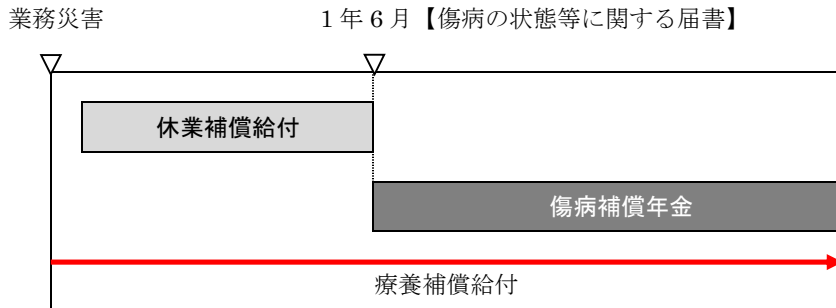 業務災害
1年6月【傷病の状態等に関する届書】
休業補償給付
傷病補償年金
療養補償給付